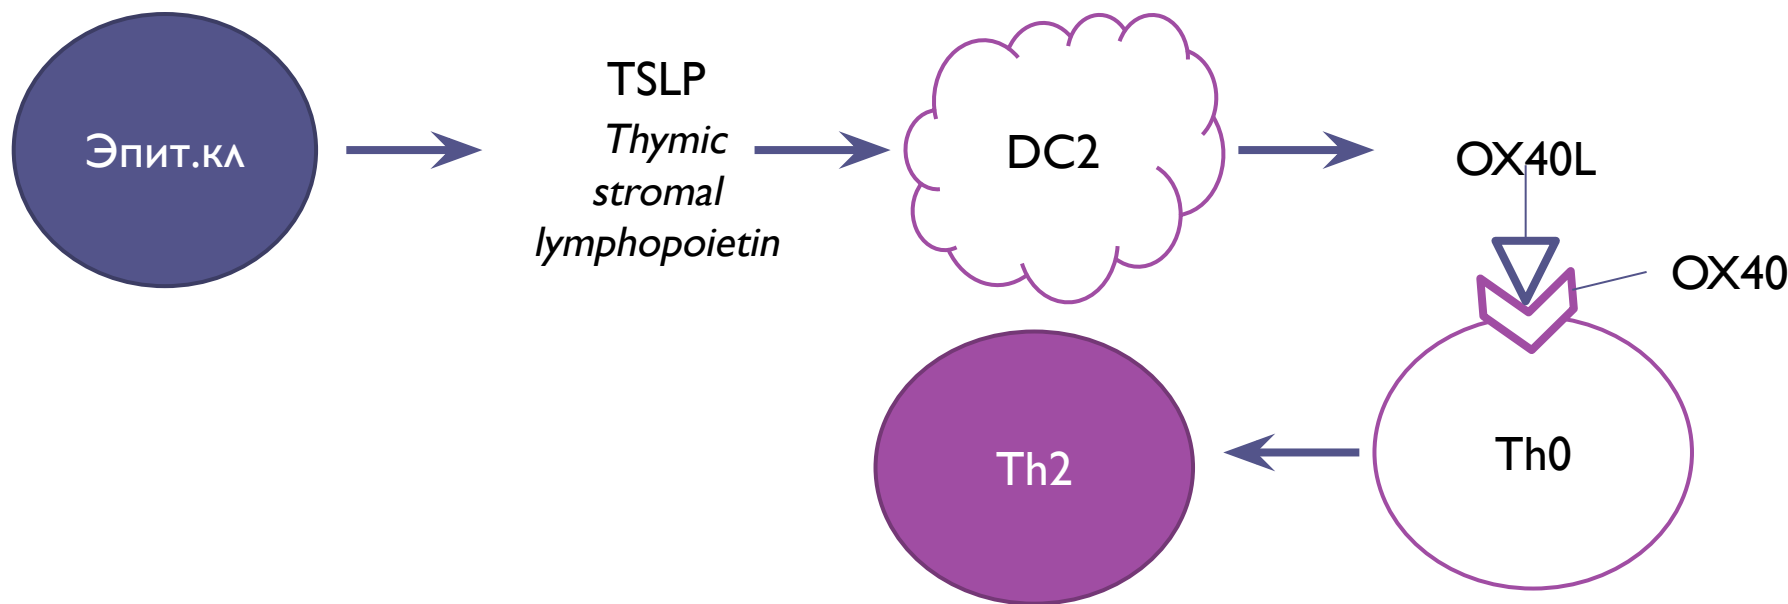 Эпит.кл
TSLP
Thymic
stromal
lymphopoietin
DC2
OX40L
OX40
Th0
Th2